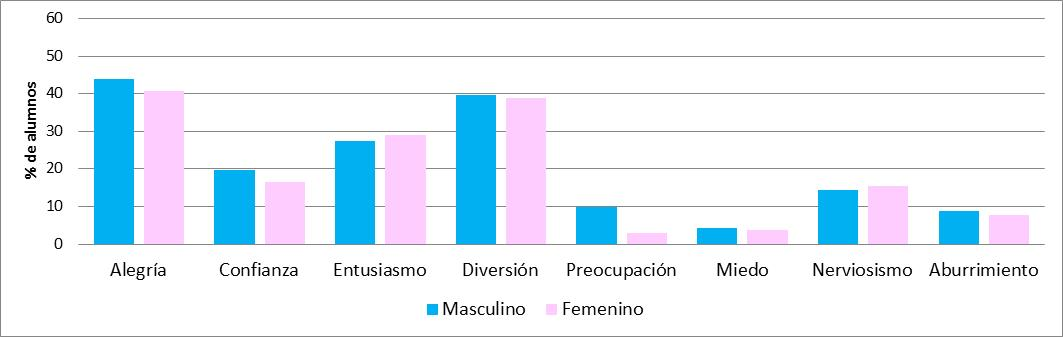 60
50
40
30
20
10
0
% de alumnos
Alegría Confianza Entusiasmo Diversión Preocupación Miedo Nerviosismo Aburrimiento
Masculino Femenino